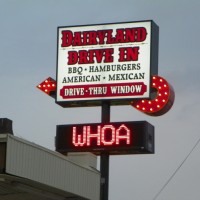 DAIRYLAND
DRIVE IN
BBQ • HAMBURGERS
AMERICAN • MEXICAN
DRIVE-THRU WINDOW
WHOA